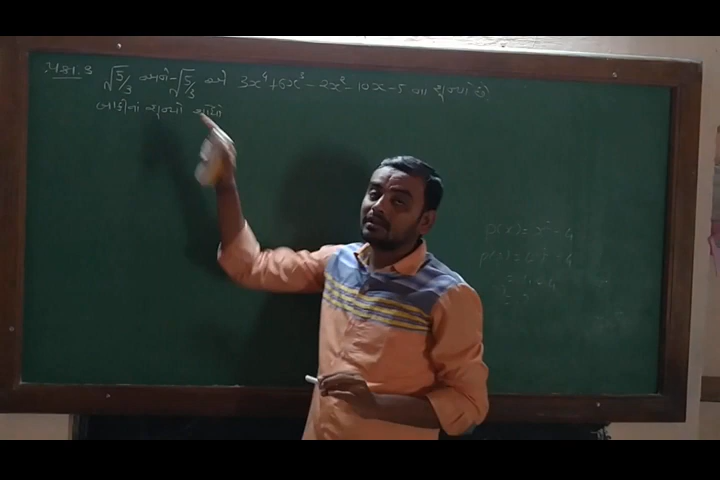 પ્રશ્ન. ૩ √5/3 અને -√5/3 એ 3x⁴+6x³-2x²-10x-5 ના શૂન્યો છે
બાકીનાં શૂન્યો શોધો
p(x)= x² - 4